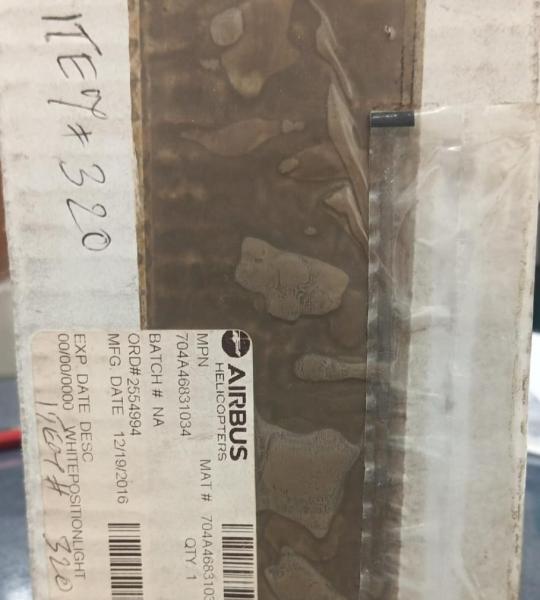 ITEM # 320
AIRBUS
HELICOPTERS
MPN MAT # 704A4683103
704A46831034 QTY 1
BATCH # NA
ORD# 2554994
MFG. DATE 12/19/2016
EXP. DATE DESC
00/00/0000 WHITEPOSITIONLIGHT
ITEM # 320